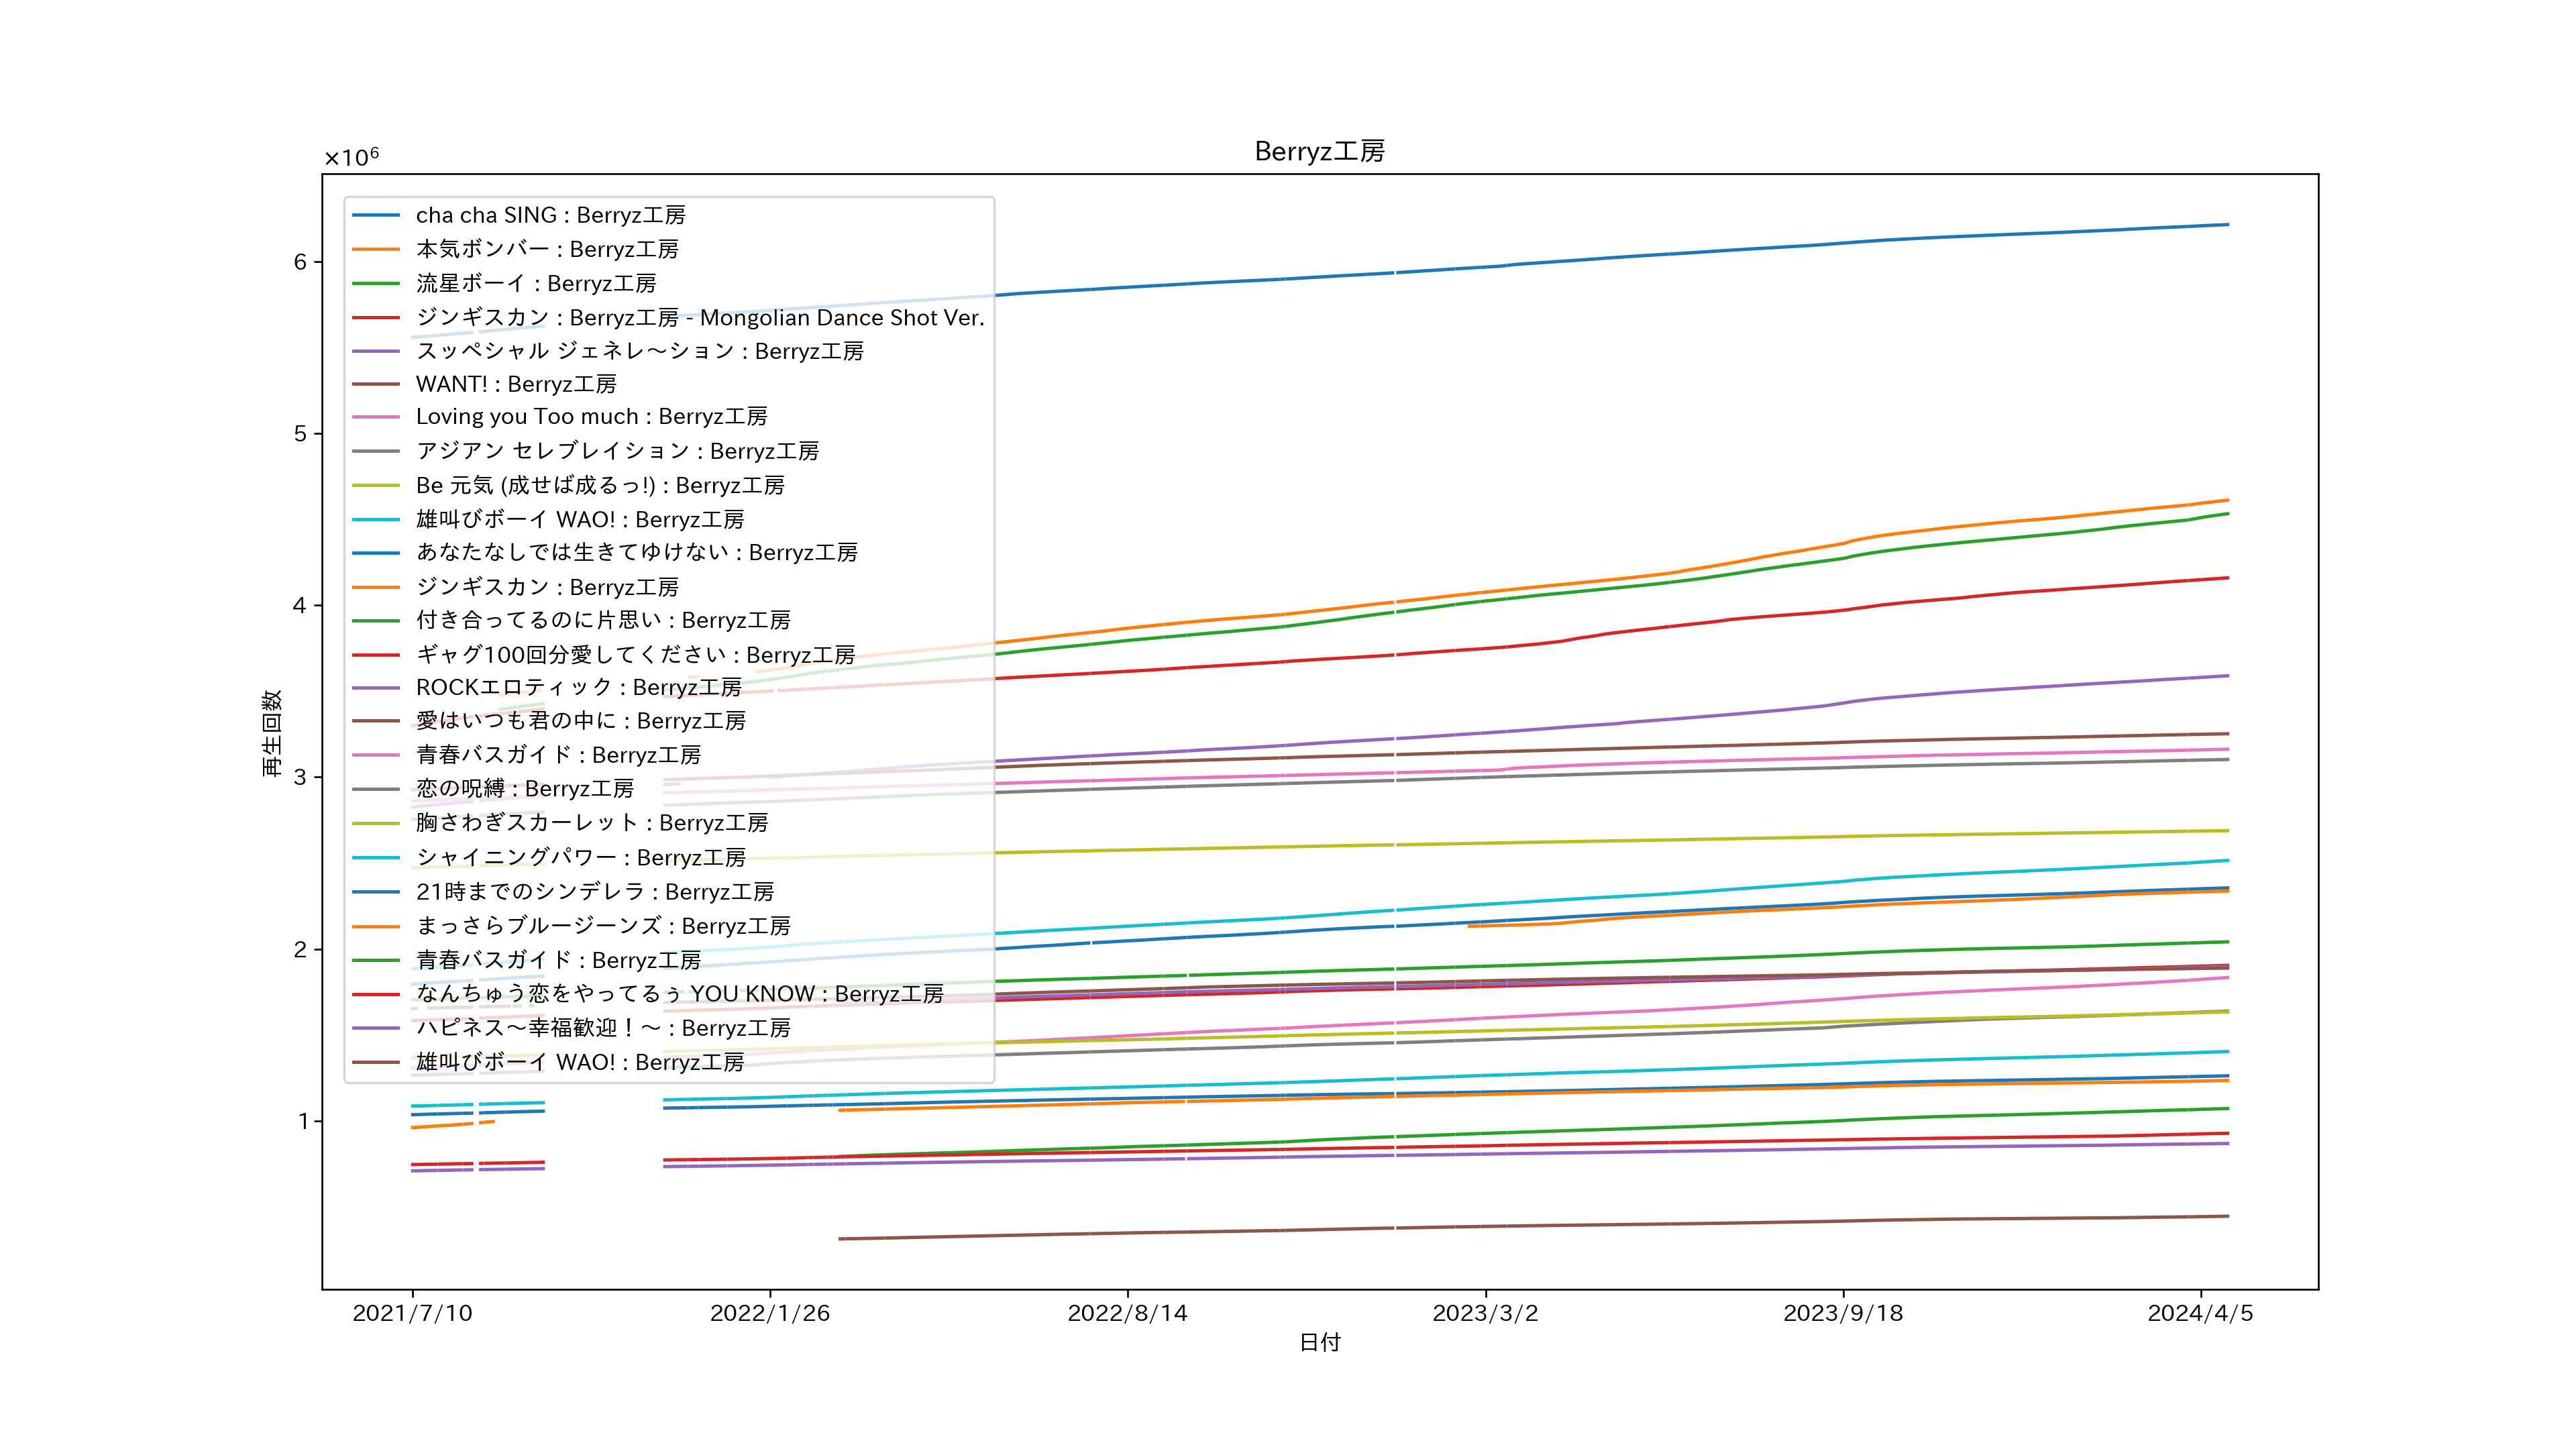 Berryz工房
×10⁶
cha cha SING : Berryz工房
本気ボンバー : Berryz工房
流星ボーイ : Berryz工房
ジンギスカン : Berryz工房 - Mongolian Dance Shot Ver.
スッペシャル ジェネレ～ション : Berryz工房
WANT! : Berryz工房
Loving you Too much : Berryz工房
アジアン セレブレイション : Berryz工房
Be 元気 (成せば成るっ!) : Berryz工房
雄叫びボーイ WAO! : Berryz工房
あなたなしでは生きてゆけない : Berryz工房
ジンギスカン : Berryz工房
付き合ってるのに片思い : Berryz工房
ギャグ100回分愛してください : Berryz工房
ROCKエロティック : Berryz工房
愛はいつも君の中に : Berryz工房
青春バスガイド : Berryz工房
恋の呪縛 : Berryz工房
胸さわぎスカーレット : Berryz工房
シャイニングパワー : Berryz工房
21時までのシンデレラ : Berryz工房
まっさらブルージーンズ : Berryz工房
青春バスガイド : Berryz工房
なんちゅう恋をやってるぅ YOU KNOW : Berryz工房
ハピネス～幸福歓迎！～ : Berryz工房
雄叫びボーイ WAO! : Berryz工房
6
5
4
3
2
1
再生回数
2021/7/10
2022/1/26
2022/8/14
2023/3/2
2023/9/18
2024/4/5
日付